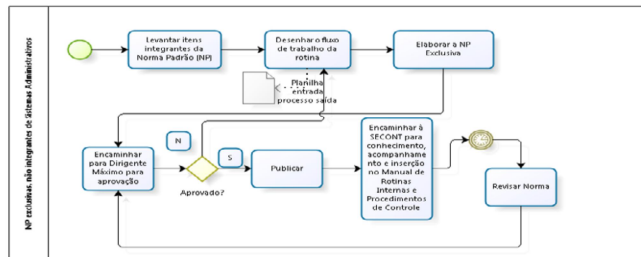 NP exclusivas, não integrantes de Sistemas Administrativos
Levantar itens
integrantes da
Norma Padrão (NP)
Desenhar o fluxo
de trabalho da
rotina
Elaborar a NP
Exclusiva
Planilha
entrada
processo saída
Encaminhar
para Dirigente
Máximo para
aprovação
N
S
Aprovado?
Publicar
Encaminhar à
SECONT para
conhecimento,
acompanhame
nto e inserção
no Manual de
Rotinas
Internas e
Procedimentos
de Controle
Revisar Norma